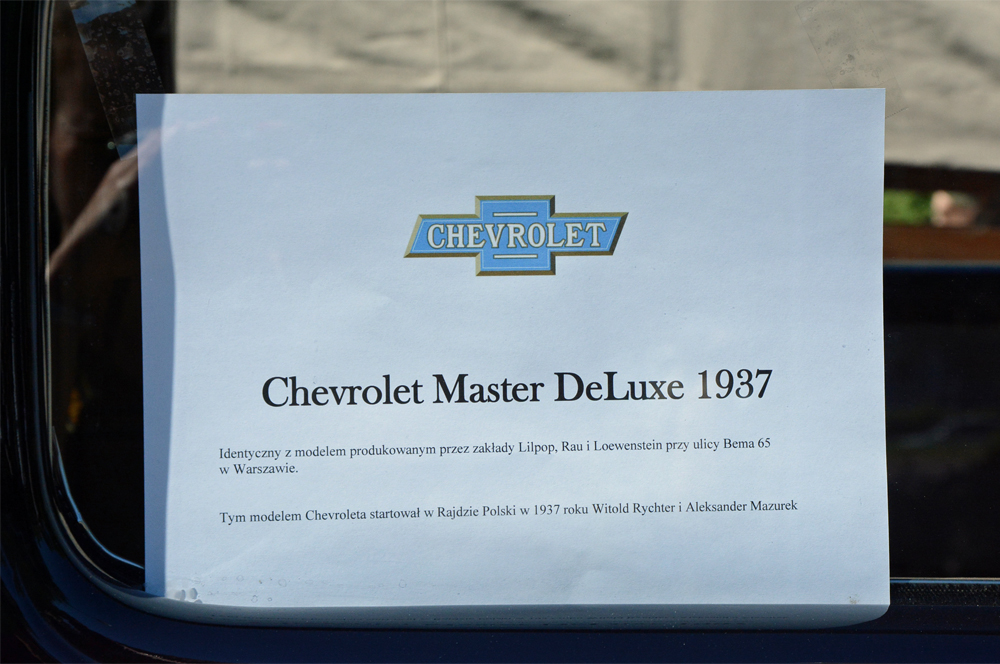 CHEVROLET
Chevrolet Master DeLuxe 1937
Identyczny z modelem produkowanym przez zakłady Lilpop, Rau i Loewenstein przy ulicy Bema 65
w Warszawie.
Tym modelem Chevroleta startował w Rajdzie Polski w 1937 roku Witold Rychter i Aleksander Mazurek